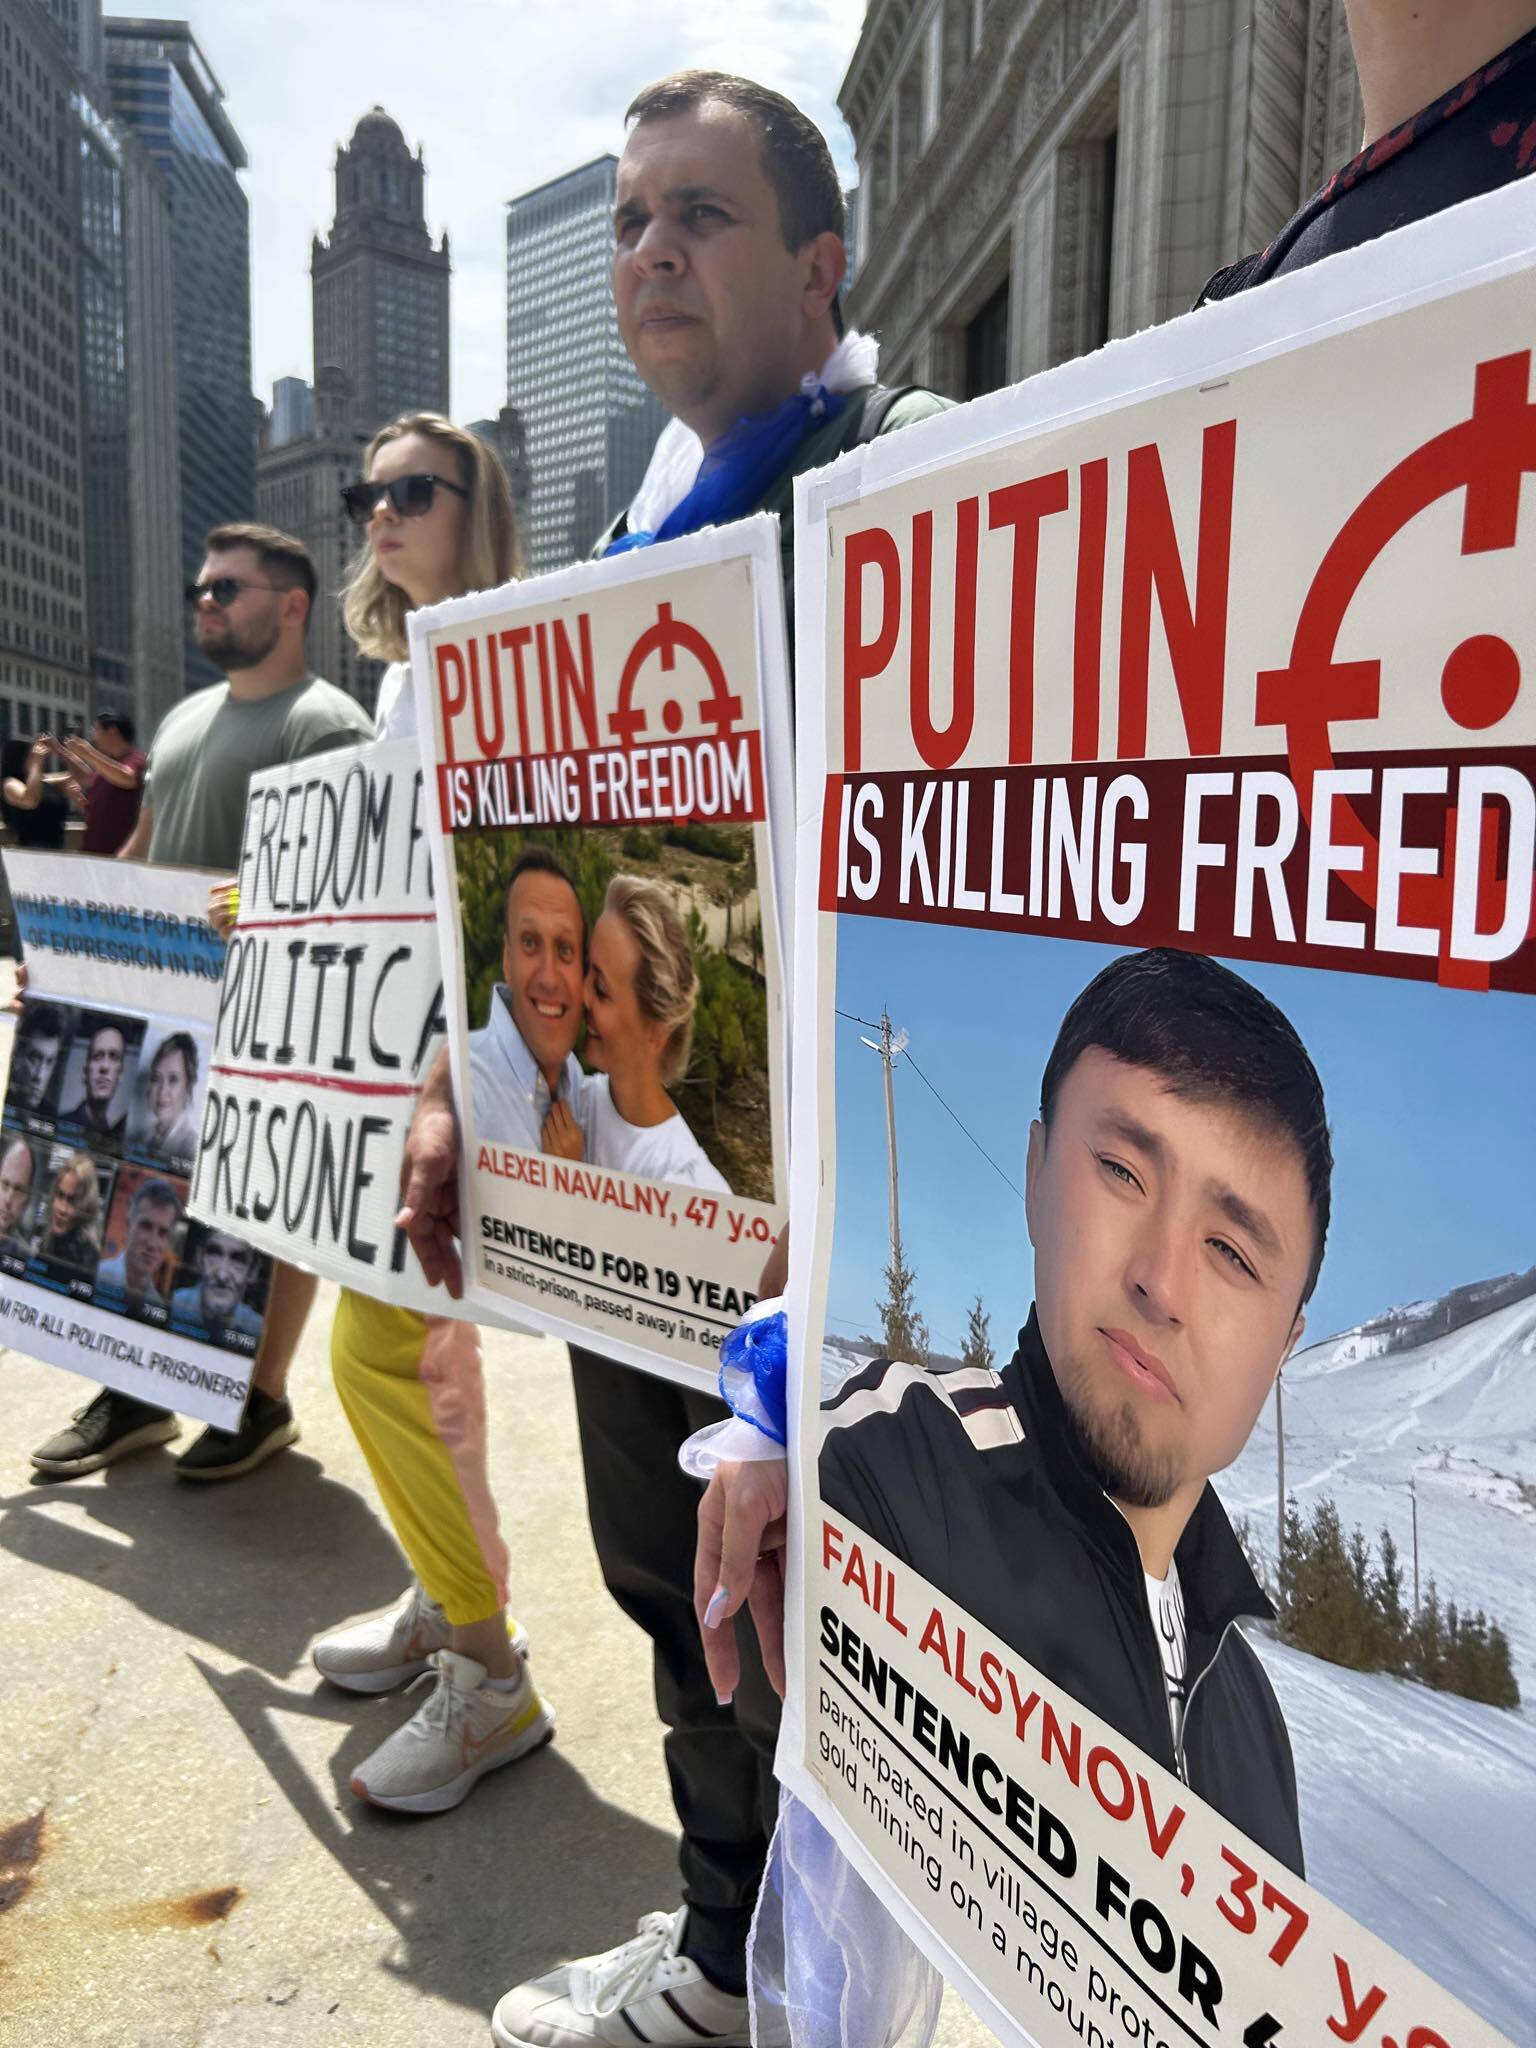 WHAT IS PRICE FOR FRE
OF EXPRESSION IN RU
M FOR ALL POLITICAL PRISONERS
FREEDOM F
POLITICA
PRISONE
PUTIN
IS KILLING FREEDOM
ALEXEI NAVALNY, 47 y.o.
SENTENCED FOR 19 YEAR
in a strict-prison, passed away in det
PUTIN
IS KILLING FREED
FAIL ALSYNOV, 37 y.o
SENTENCED FOR 4
participated in village prote
gold mining on a mount